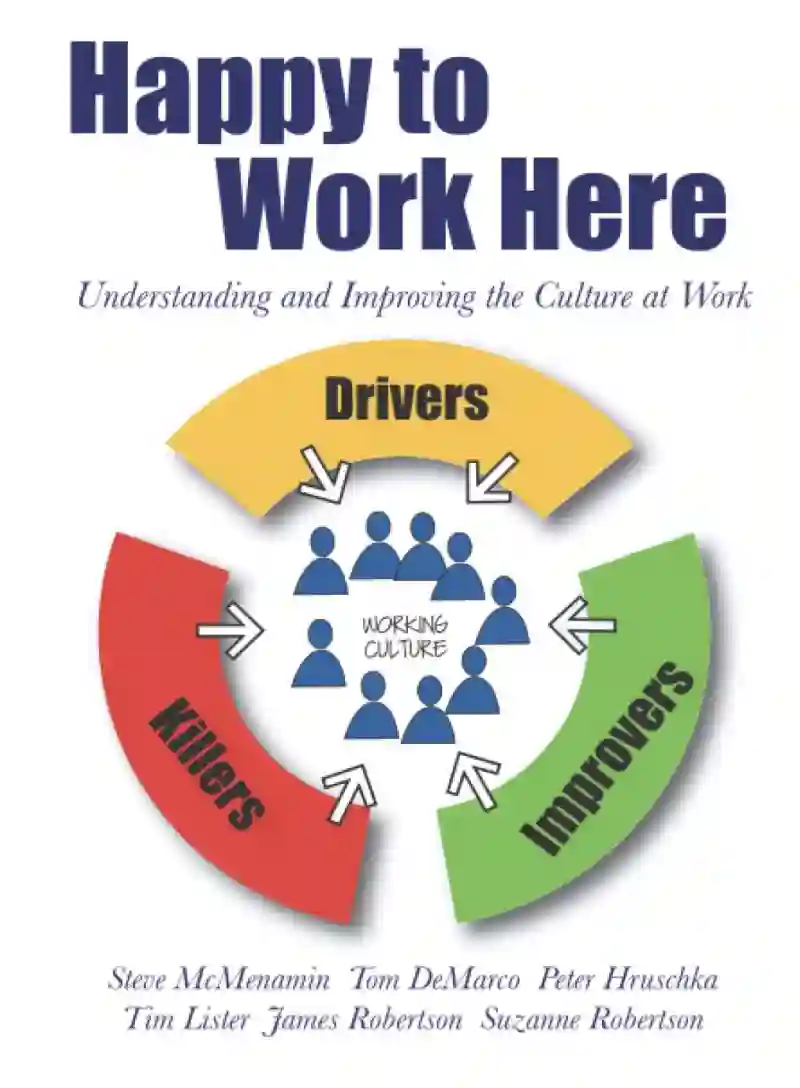 Happy to
Work Here
Understanding and Improving the Culture at Work
Drivers
WORKING
CULTURE
Killers
Improvers
Steve McMenamin Tom DeMarco Peter Hruschka
Tim Lister James Robertson Suzanne Robertson